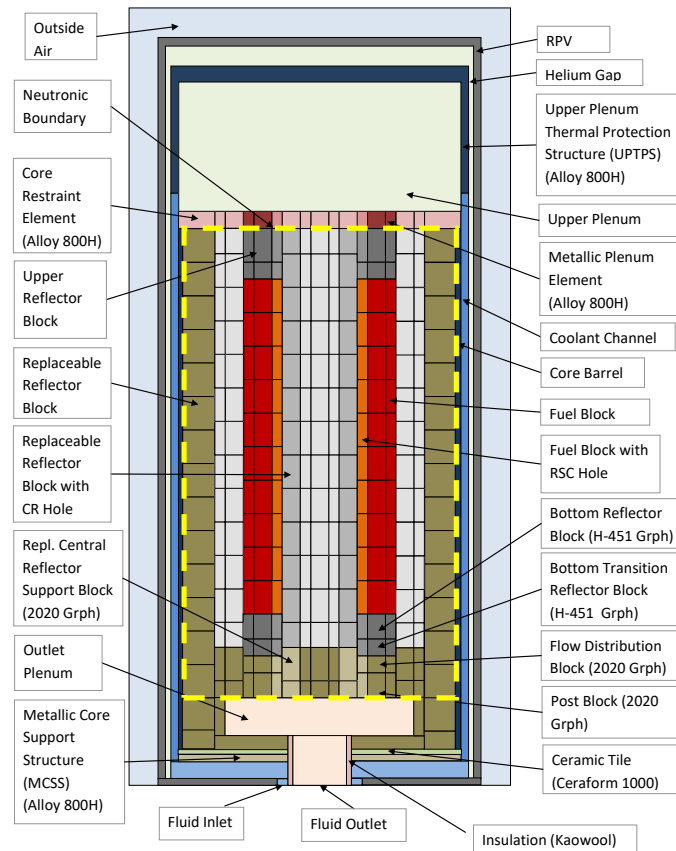 Outside
Air
Neutronic
Boundary
Core
Restraint
Element
(Alloy 800H)
Upper
Reflector
Block
Replaceable
Reflector
Block
Replaceable
Reflector
Block with
CR Hole
Repl. Central
Reflector
Support Block
(2020 Grph)
Outlet
Plenum
Metallic Core
Support
Structure
(MCSS)
(Alloy 800H)
Fluid Inlet
Fluid Outlet
RPV
Helium Gap
Upper Plenum
Thermal Protection
Structure (UPTPS)
(Alloy 800H)
Upper Plenum
Metallic Plenum
Element
(Alloy 800H)
Coolant Channel
Core Barrel
Fuel Block
Fuel Block with
RSC Hole
Bottom Reflector
Block (H-451 Grph)
Bottom Transition
Reflector Block
(H-451 Grph)
Flow Distribution
Block (2020 Grph)
Post Block (2020
Grph)
Ceramic Tile
(Ceraform 1000)
Insulation (Kaowool)